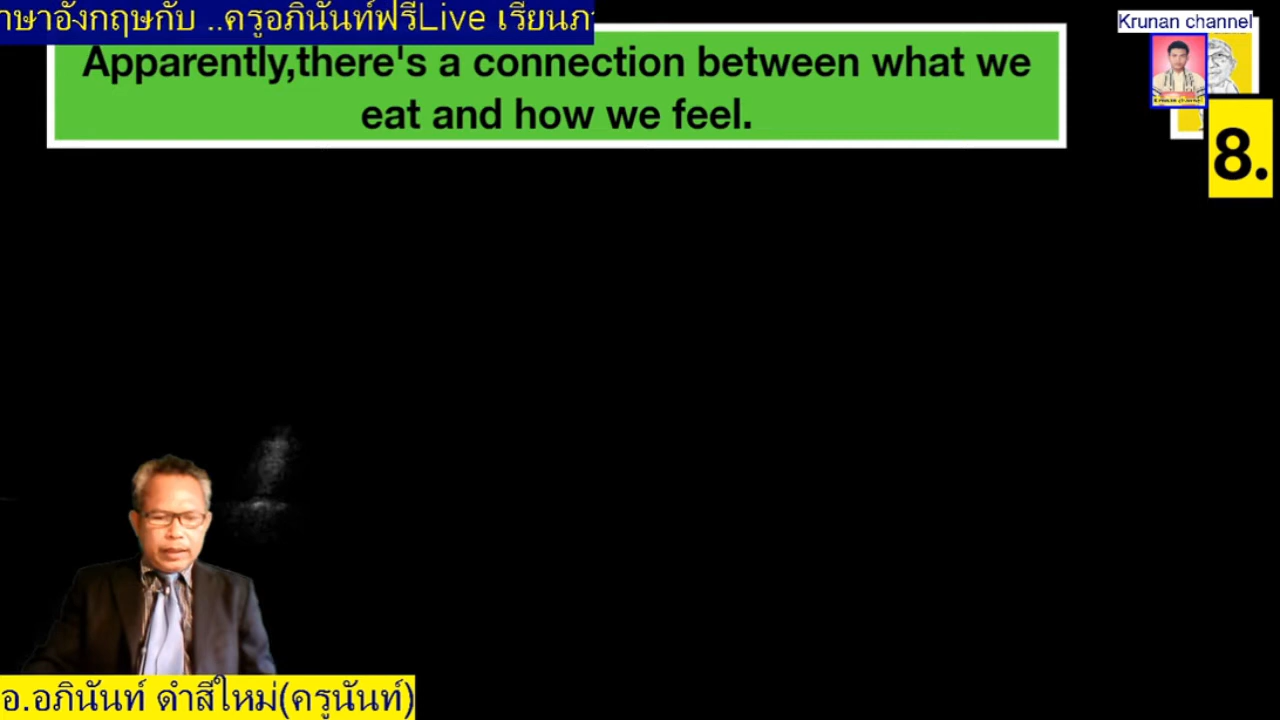 าษาอังกฤษกับ ..ครูอภินันท์ฟรีLive เรียนภา
Krunan channel
Apparently,there's a connection between what we
eat and how we feel.
8.
อ.อภินันท์ ดำสีใหม่(ครูนันท์)